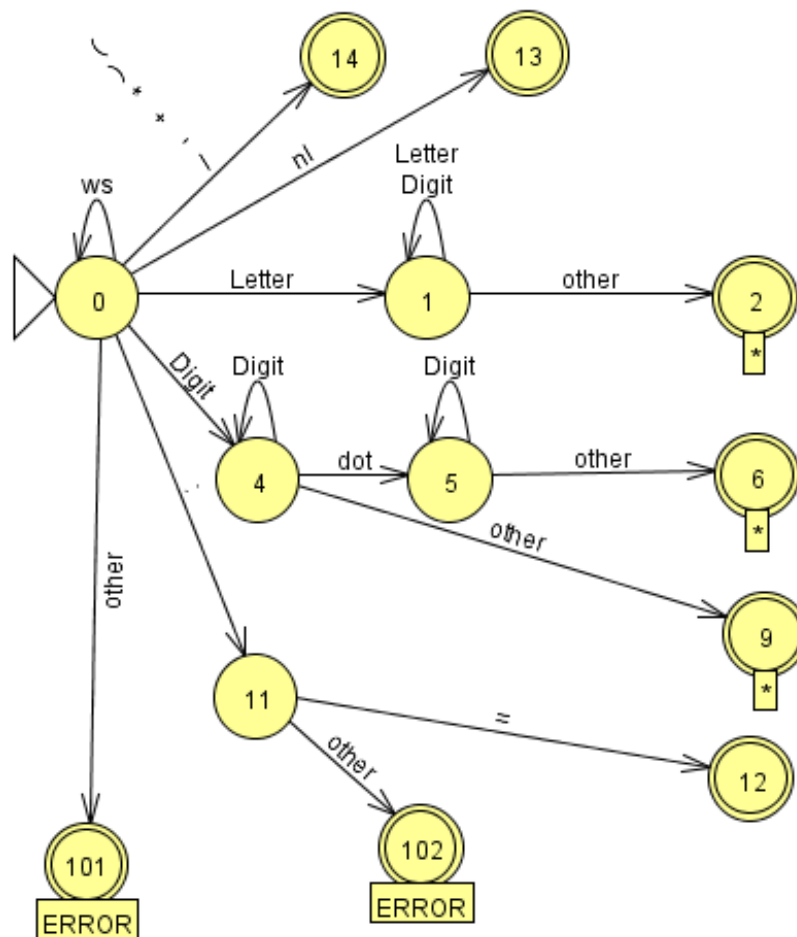 ( ) * + - /
14
13
nl
Letter
Digit
ws
0
Letter
1
other
2
*
Digit
Digit
Digit
4
dot
5
other
6
*
:
other
9
*
other
11
=
12
other
101
ERROR
102
ERROR